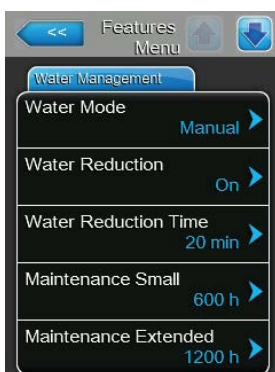 <<
Features
Menu
Water Management
Water Mode
Manual
Water Reduction
On
Water Reduction Time
20 min
Maintenance Small
600 h
Maintenance Extended
1200 h